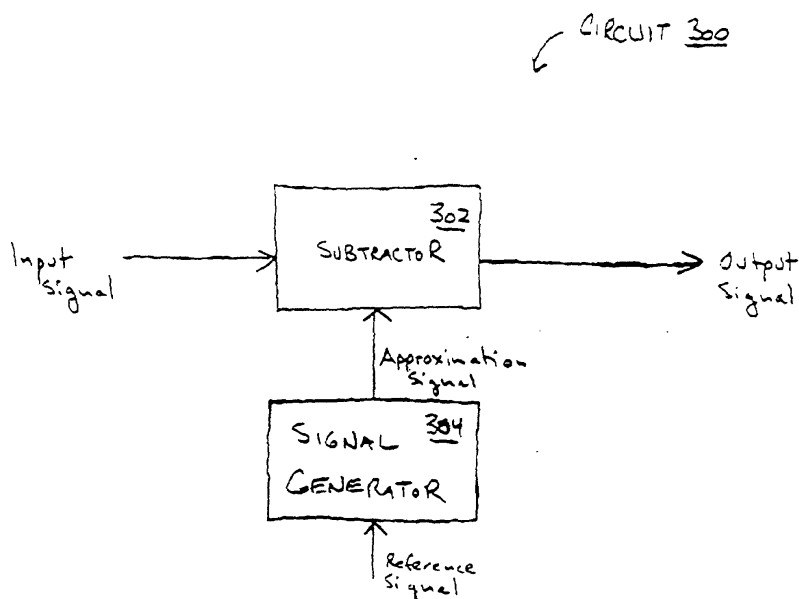 CIRCUIT 300
302
SUBTRACTOR
Input
Signal
Output
Signal
Approximation
Signal
304
SIGNAL
GENERATOR
Reference
Signal